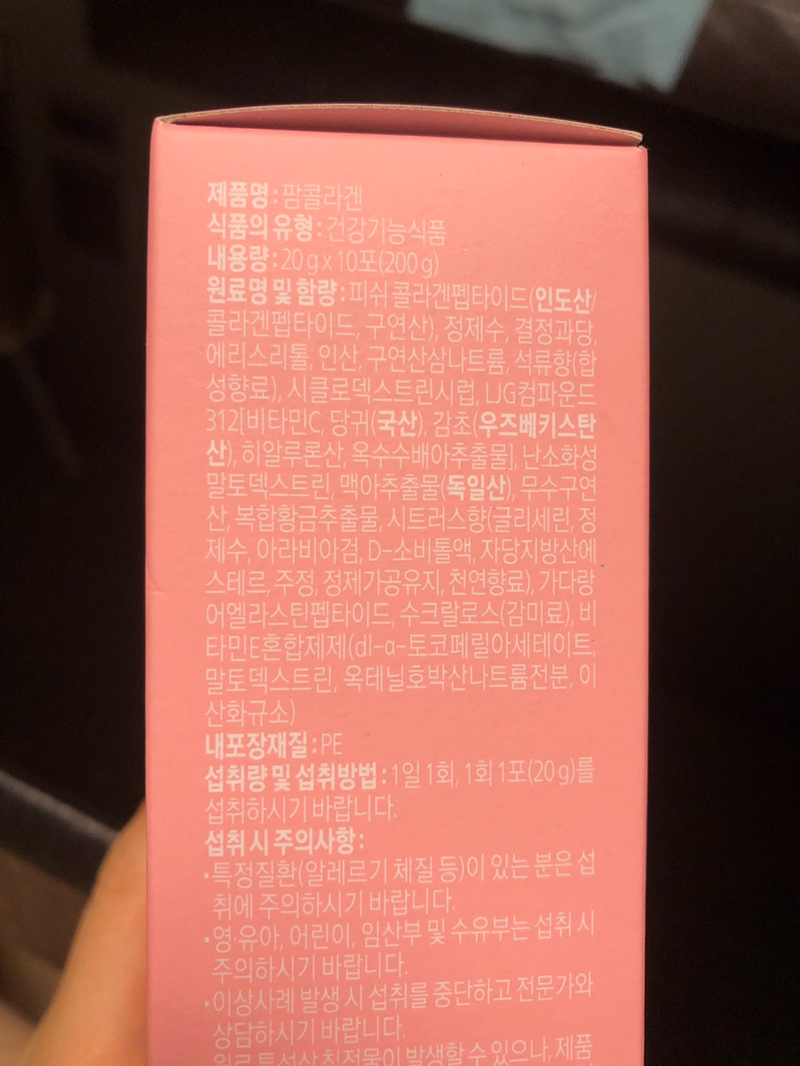 제품명 : 팜콜라겐
식품의 유형 : 건강기능식품
내용량 : 20 g x 10포(200 g)
원료명 및 함량 : 피쉬 콜라겐펩타이드(인도산/
콜라겐펩타이드, 구연산), 정제수, 결정과당,
에리스리톨, 인산, 구연산삼나트륨, 석류향(합
성향료), 시클로덱스트린시럽, LJG컴파운드
312[비타민C, 당귀(국산), 감초(우즈베키스탄
산), 히알루론산, 옥수수배아추출물], 난소화성
말토덱스트린, 맥아추출물(독일산), 무수구연
산, 복합황금추출물, 시트러스향(글리세린, 정
제수, 아라비아검, D-소비톨액, 자당지방산에
스테르, 주정, 정제가공유지, 천연향료), 가다랑
어엘라스틴펩타이드, 수크랄로스(감미료), 비
타민E혼합제제(dl-α-토코페릴아세테이트,
말토덱스트린, 옥테닐호박산나트륨전분, 이
산화규소)
내포장재질 : PE
섭취량 및 섭취방법 : 1일 1회, 1회 1포(20 g)를
섭취하시기 바랍니다.
섭취 시 주의사항 :
·특정질환(알레르기 체질 등)이 있는 분은 섭
취에 주의하시기 바랍니다.
·영·유아, 어린이, 임산부 및 수유부는 섭취 시
주의하시기 바랍니다.
·이상사례 발생 시 섭취를 중단하고 전문가와
상담하시기 바랍니다.
원료 특성상 침전물이 발생할 수 있으나, 제품